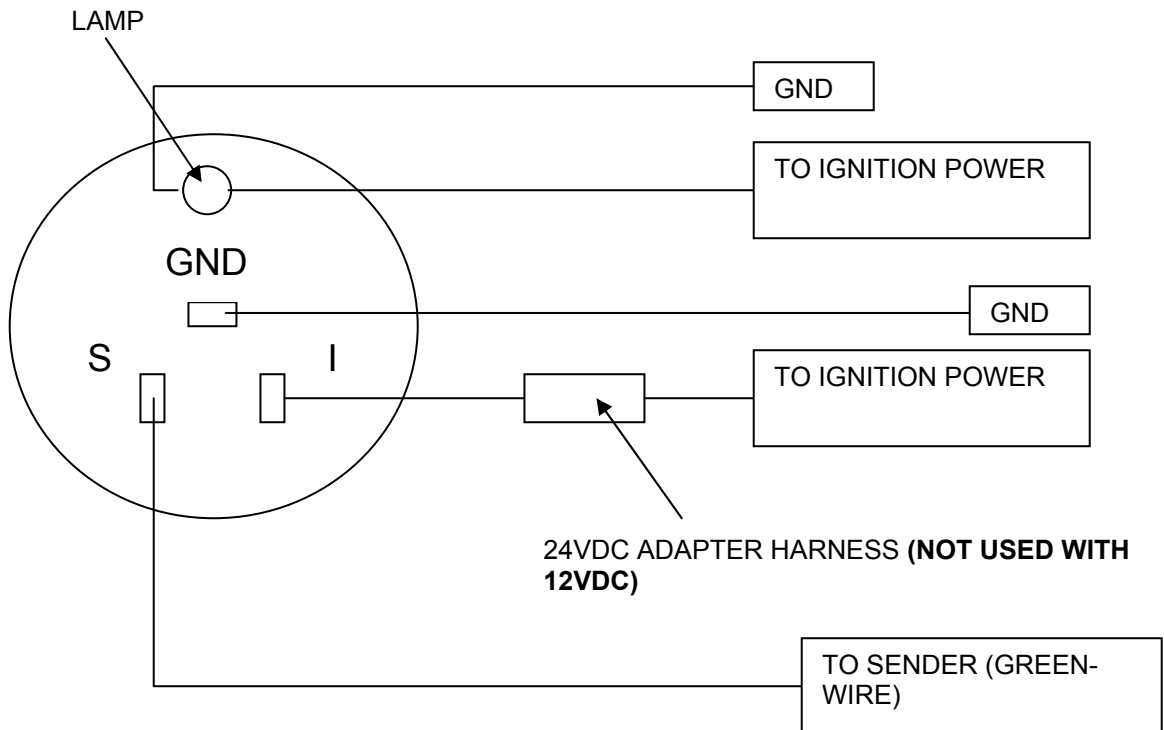 LAMP
GND
TO IGNITION POWER
GND
GND
S
I
TO IGNITION POWER
24VDC ADAPTER HARNESS (NOT USED WITH
12VDC)
TO SENDER (GREEN-
WIRE)